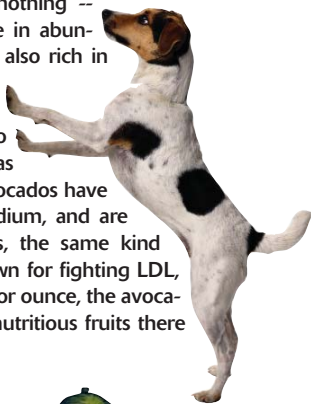 nothing --
e in abun-
also rich in
o
as
ocados have
dium, and are
s, the same kind
wn for fighting LDL,
or ounce, the avoca-
nutritious fruits there